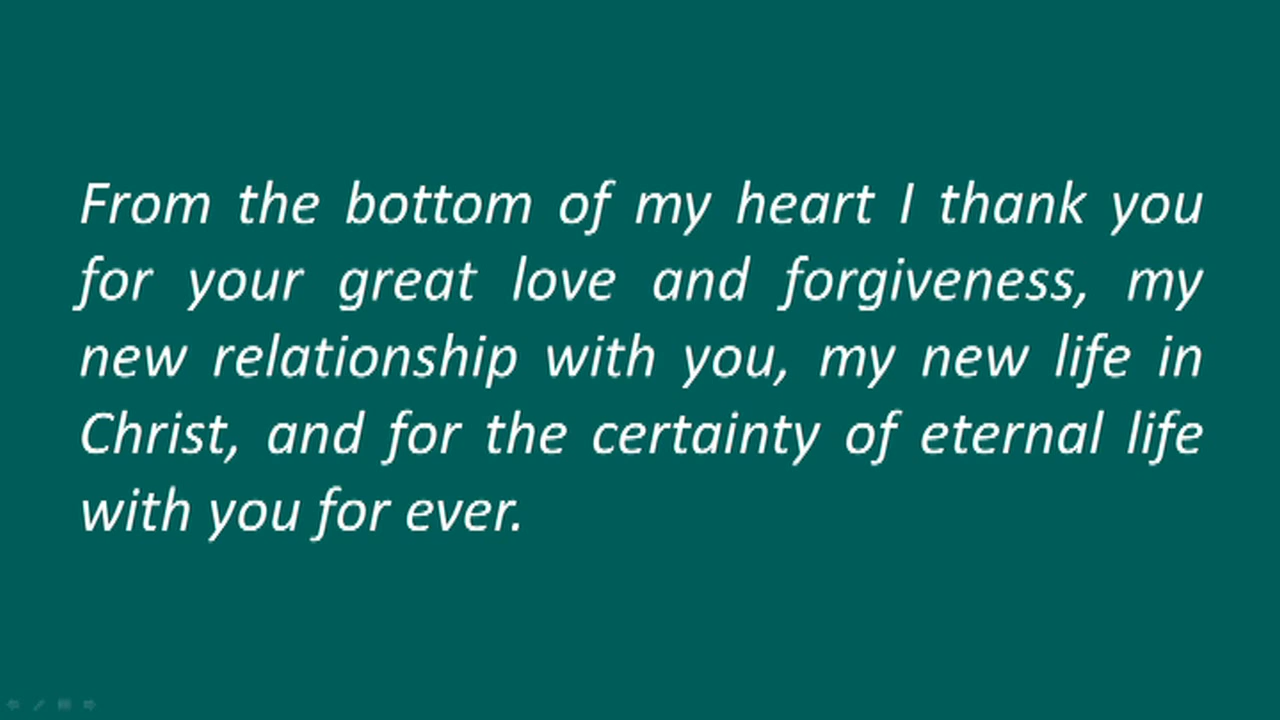 From the bottom of my heart I thank you
for your great love and forgiveness, my
new relationship with you, my new life in
Christ, and for the certainty of eternal life
with you for ever.